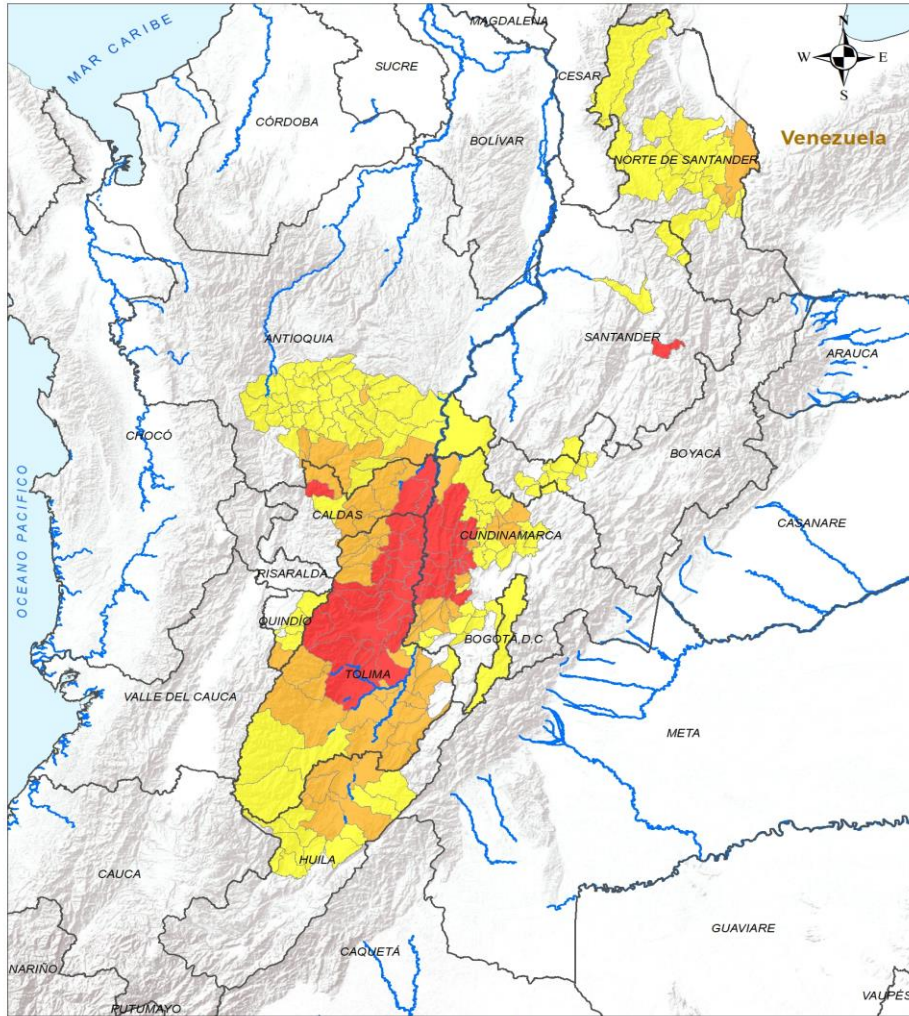 MAGDALENA
N
MAR CARIBE
SUCRE
CESAR
W E
S
CÓRDOBA
BOLÍVAR
Venezuela
NORTE DE SANTANDER
ANTIOQUIA
SANTANDER
ARAUCA
CHOCÓ
BOYACÁ
OCEANO PACIFICO
CALDAS
CUNDINAMARCA
CASANARE
RISARALDA
QUINDÍO
BOGOTÁ,D.C
TOLIMA
VALLE DEL CAUCA
META
HUILA
CAUCA
GUAVIARE
CAQUETÁ
NARIÑO
VAUPÉS
PUTUMAYO